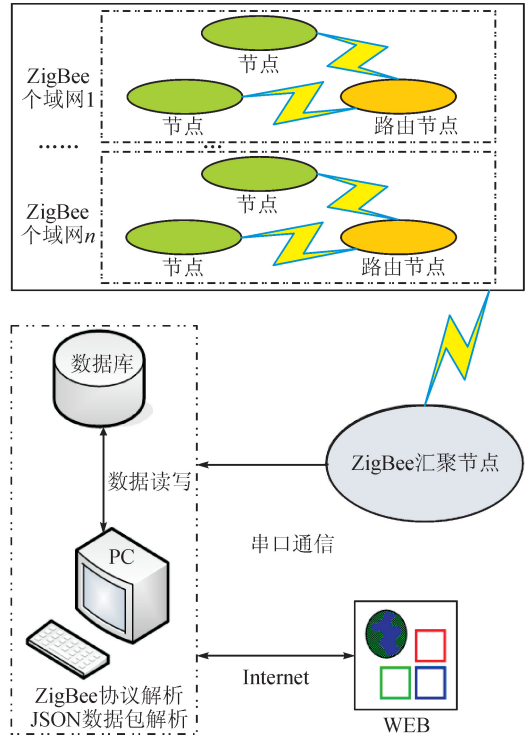 ZigBee
个域网1
节点
节点
路由节点
……
…
ZigBee
个域网n
节点
节点
路由节点
数据库
数据读写
PC
ZigBee协议解析
JSON数据包解析
ZigBee汇聚节点
串口通信
Internet
WEB